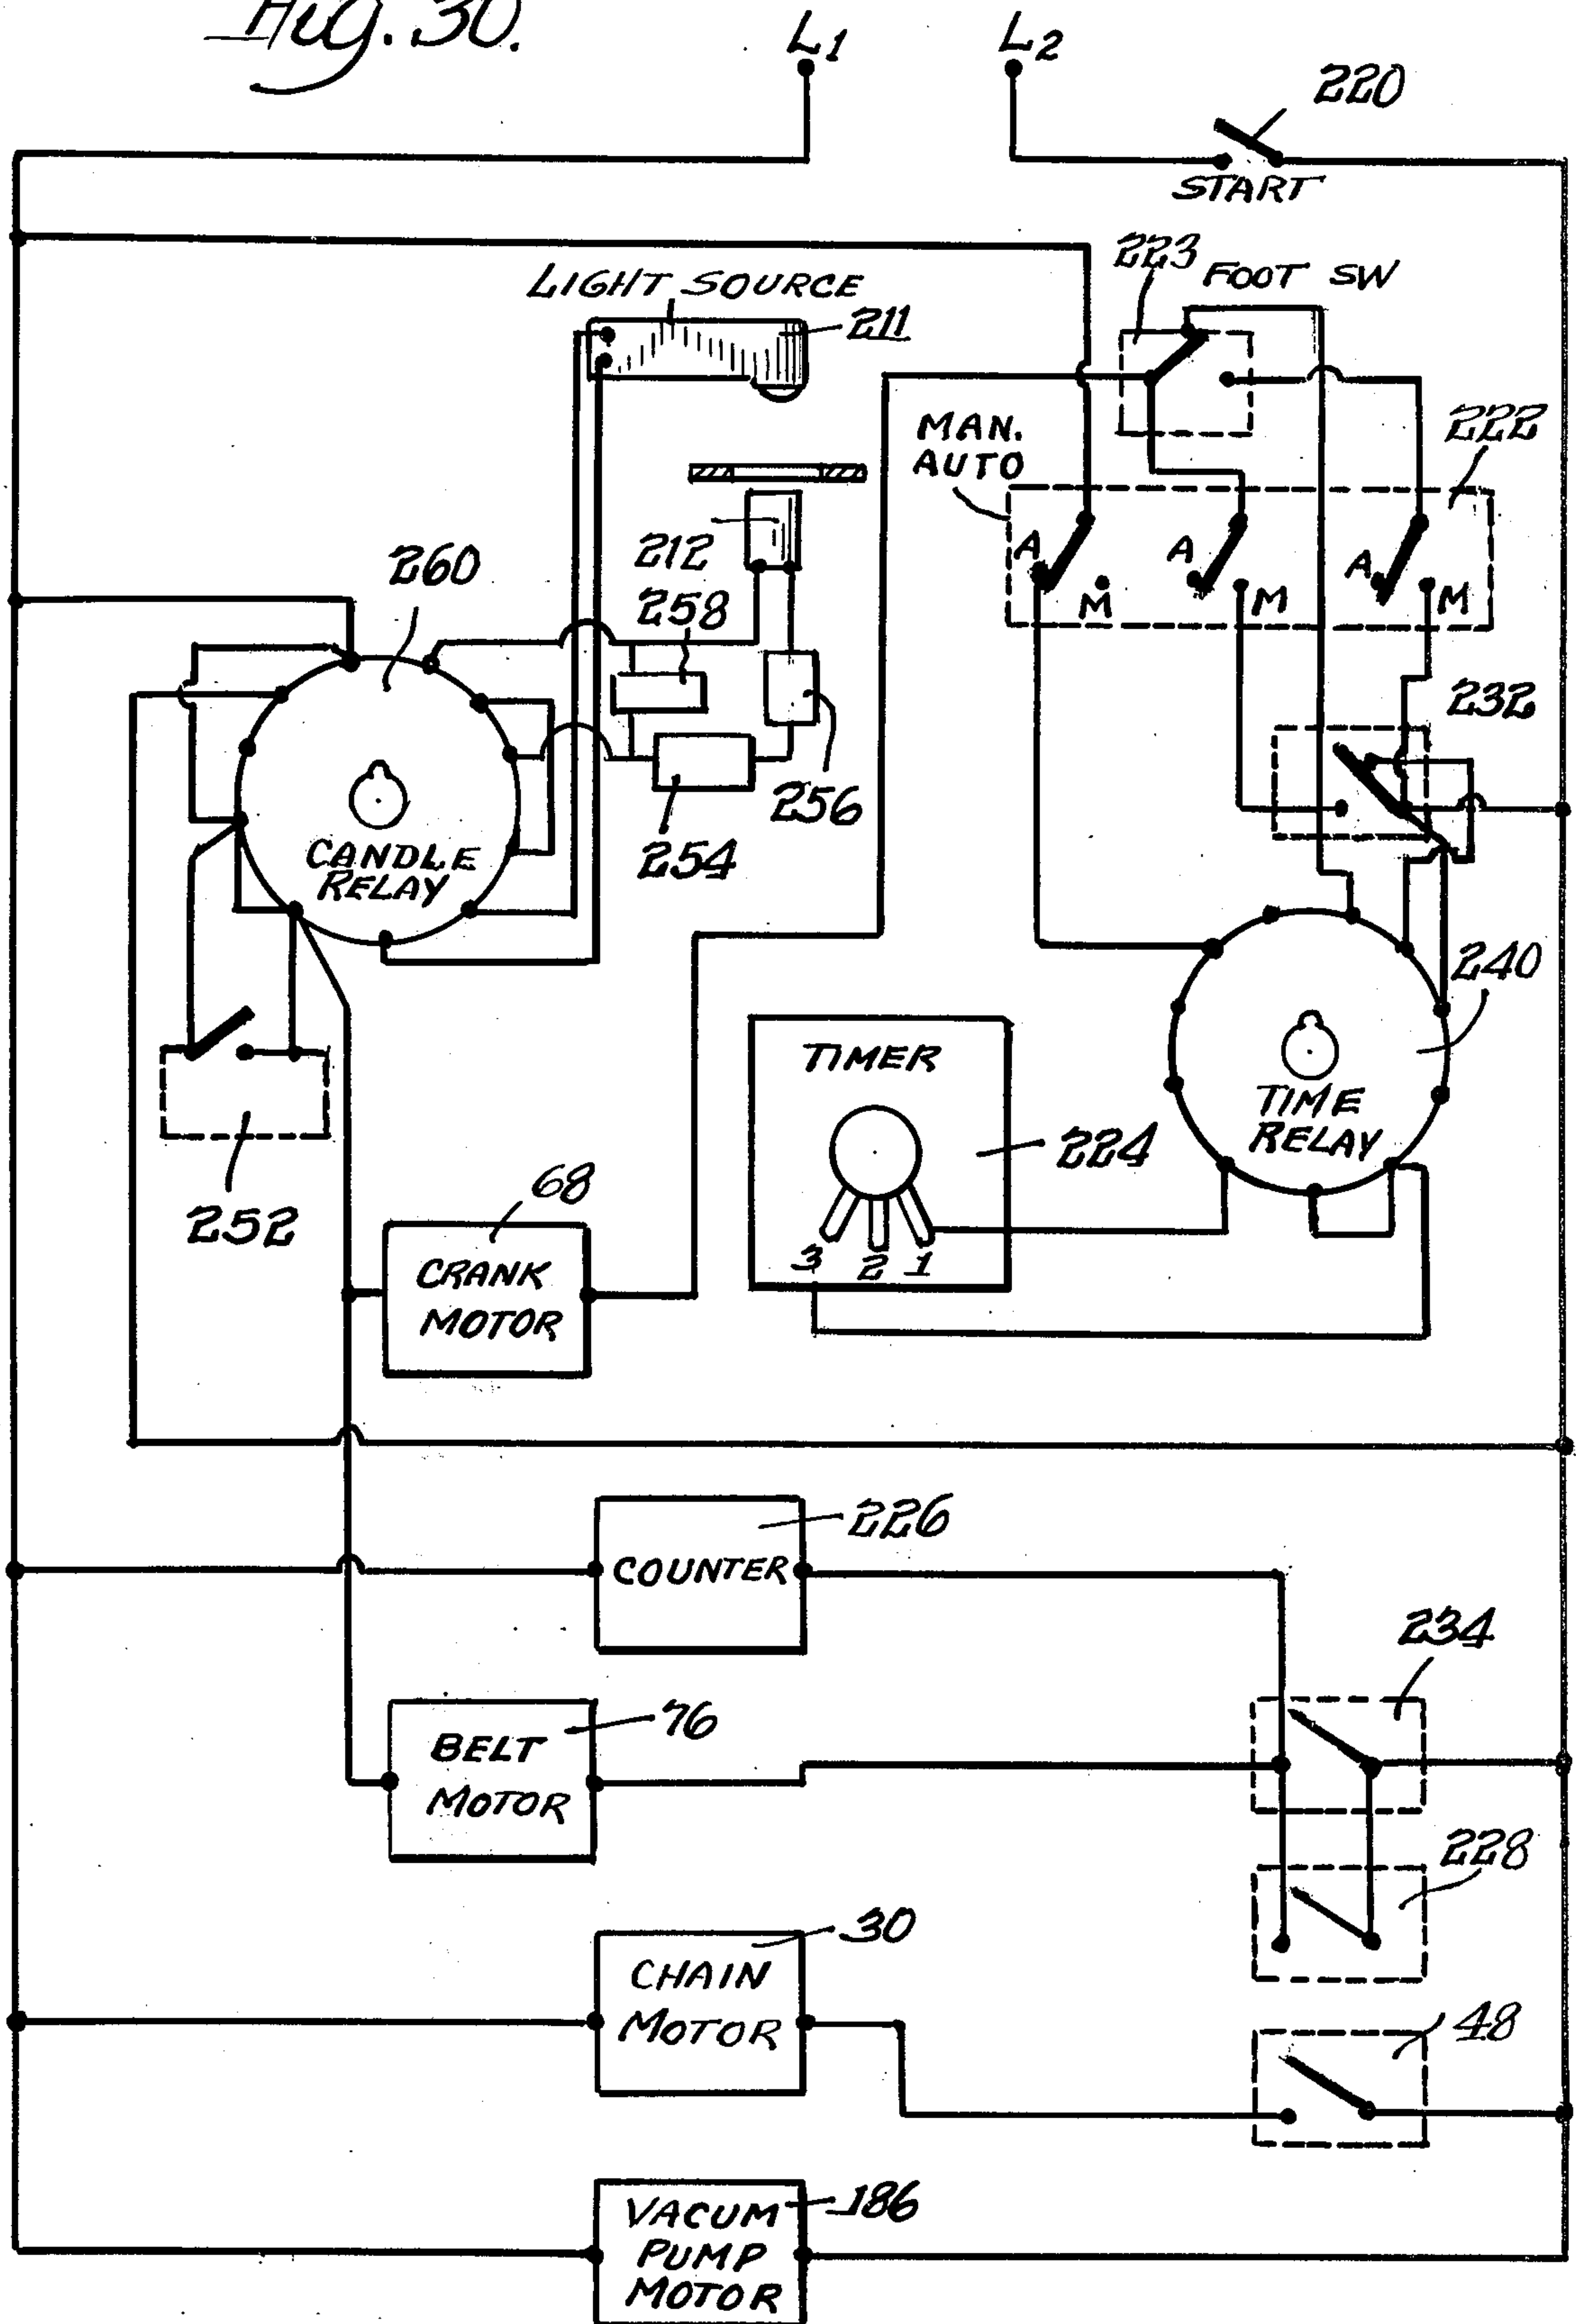 Fig. 30.
L1
L2
220
START
223
FOOT SW
LIGHT SOURCE
211
MAN.
AUTO
222
A
M
A
M
A
M
212
258
260
232
256
254
CANDLE
RELAY
240
TIMER
TIME
RELAY
224
252
68
3
2
1
CRANK
MOTOR
226
COUNTER
234
76
BELT
MOTOR
228
30
CHAIN
MOTOR
48
186
VACUM
PUMP
MOTOR